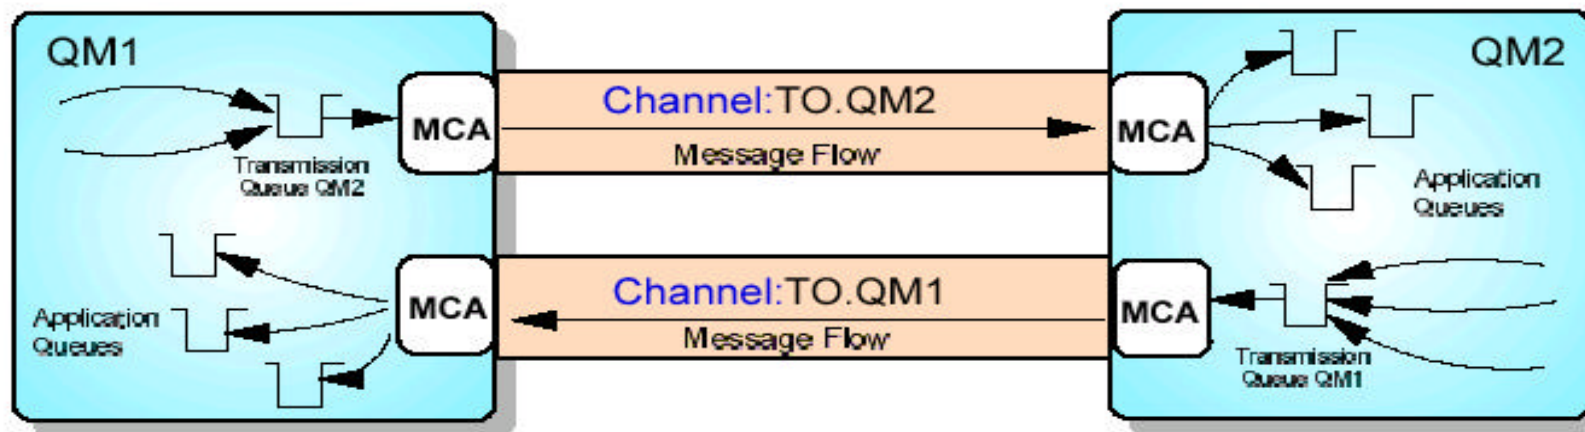 QM1
QM2
MCA
Channel:TO.QM2
MCA
Message Flow
Transmission
Queue QM2
Application
Queues
MCA
Channel:TO.QM1
MCA
Message Flow
Application
Queues
Transmission
Queue QM1